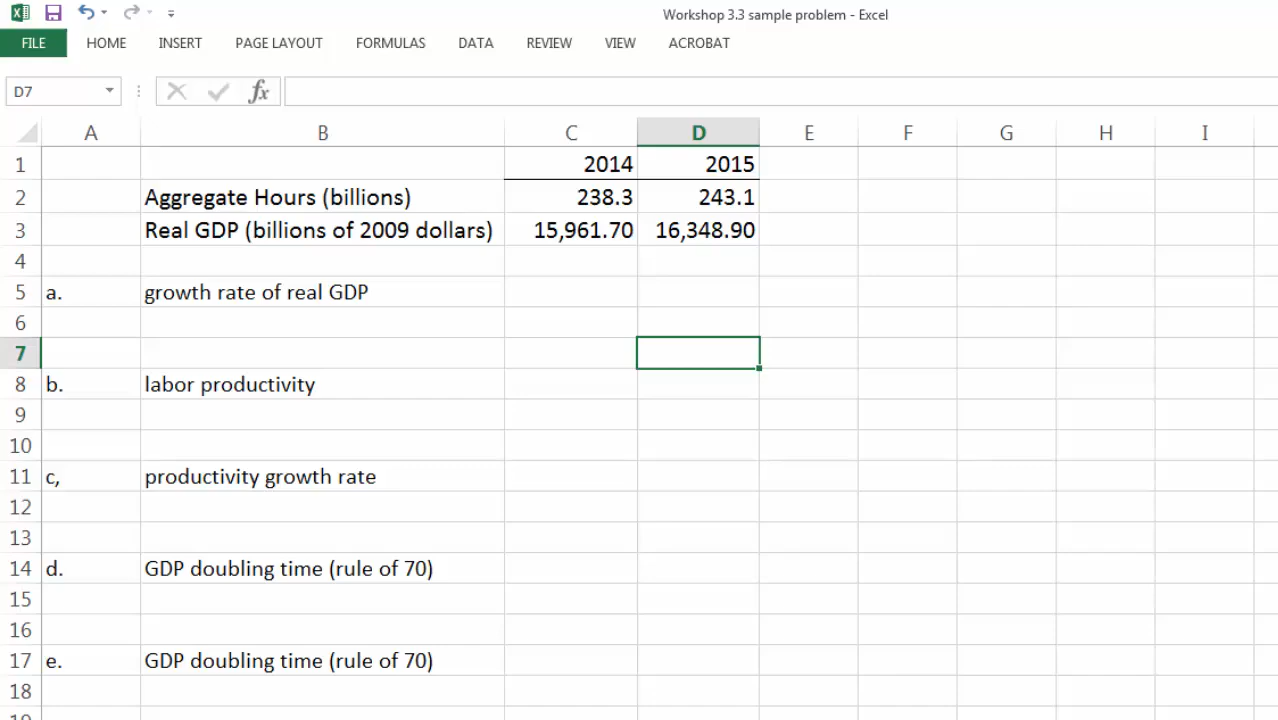 Workshop 3.3 sample problem - Excel
FILE HOME INSERT PAGE LAYOUT FORMULAS DATA REVIEW VIEW ACROBAT
D7 fx
A B C D E F G H I
1 2014 2015
2 Aggregate Hours (billions) 238.3 243.1
3 Real GDP (billions of 2009 dollars) 15,961.70 16,348.90
4
5 a. growth rate of real GDP
6
7
8 b. labor productivity
9
10
11 c, productivity growth rate
12
13
14 d. GDP doubling time (rule of 70)
15
16
17 e. GDP doubling time (rule of 70)
18
19